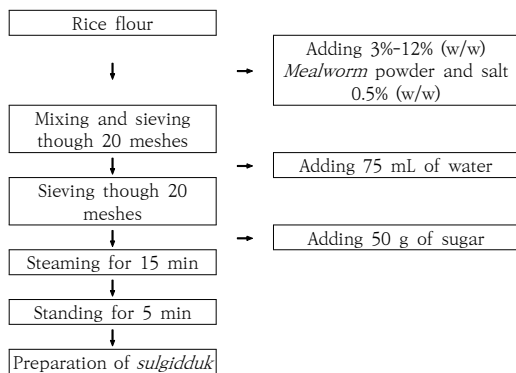 Rice flour
Adding 3%-12% (w/w)
Mealworm powder and salt
0.5% (w/w)
Mixing and sieving
though 20 meshes
Adding 75 mL of water
Sieving though 20
meshes
Adding 50 g of sugar
Steaming for 15 min
Standing for 5 min
Preparation of sulgidduk